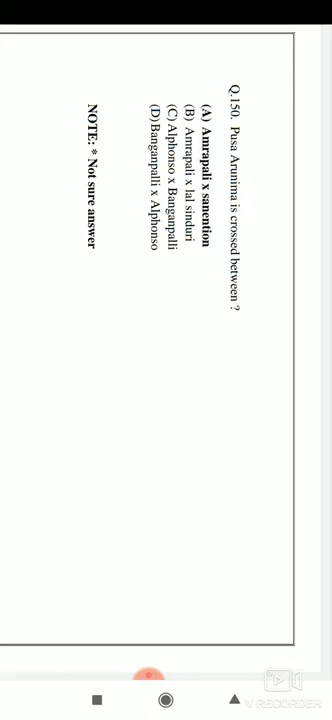 Q.150. Pusa Arunima is crossed between ?
(A) Amrapali x sanention
(B) Amrapali x lal sinduri
(C) Alphonso x Banganpalli
(D) Banganpalli x Alphonso
NOTE: * Not sure answer
V RECORDER